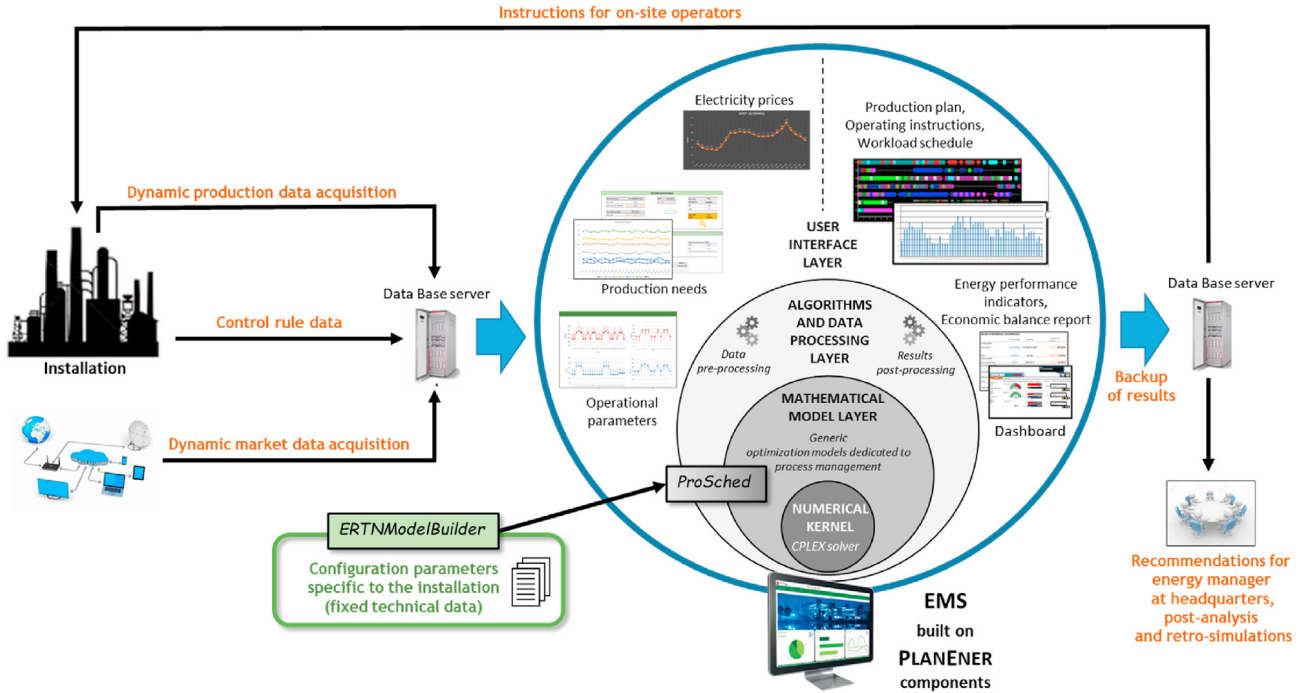 Instructions for on-site operators
Electricity prices
Production plan,
Operating instructions,
Workload schedule
Dynamic production data acquisition
USER
INTERFACE
LAYER
Production needs
Data Base server
Energy performance
indicators,
Economic balance report
Data Base server
ALGORITHMS
AND DATA
PROCESSING
LAYER
Control rule data
Data
pre-processing
Results
post-processing
Installation
Backup
of results
MATHEMATICAL
MODEL LAYER
Operational
parameters
Dashboard
Generic
optimization models dedicated to
process management
Dynamic market data acquisition
ProSched
NUMERICAL
KERNEL
CPLEX solver
ERTNModelBuilder
Configuration parameters
specific to the installation
(fixed technical data)
Recommendations for
energy manager
at headquarters,
post-analysis
and retro-simulations
EMS
built on
PLANENER
components